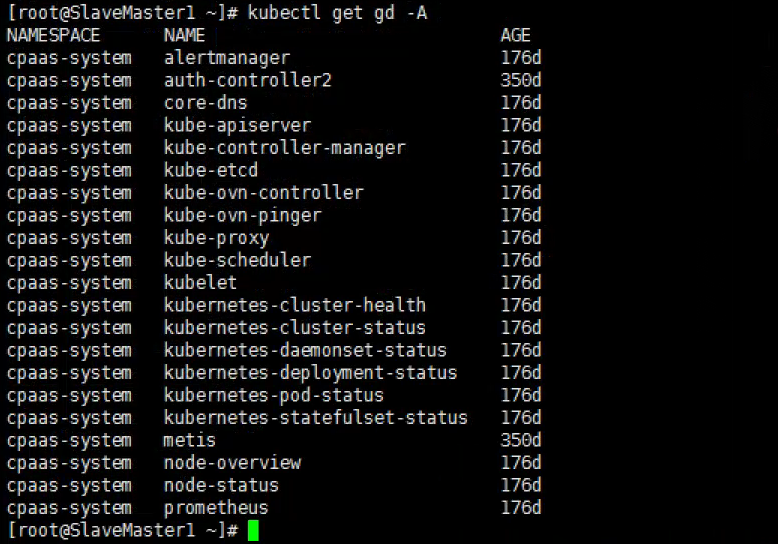 [root@SlaveMaster1 ~]# kubectl get gd -A
NAMESPACE NAME AGE
cpaas-system alertmanager 176d
cpaas-system auth-controller2 350d
cpaas-system core-dns 176d
cpaas-system kube-apiserver 176d
cpaas-system kube-controller-manager 176d
cpaas-system kube-etcd 176d
cpaas-system kube-ovn-controller 176d
cpaas-system kube-ovn-pinger 176d
cpaas-system kube-proxy 176d
cpaas-system kube-scheduler 176d
cpaas-system kubelet 176d
cpaas-system kubernetes-cluster-health 176d
cpaas-system kubernetes-cluster-status 176d
cpaas-system kubernetes-daemonset-status 176d
cpaas-system kubernetes-deployment-status 176d
cpaas-system kubernetes-pod-status 176d
cpaas-system kubernetes-statefulset-status 176d
cpaas-system metis 350d
cpaas-system node-overview 176d
cpaas-system node-status 176d
cpaas-system prometheus 176d
[root@SlaveMaster1 ~]#